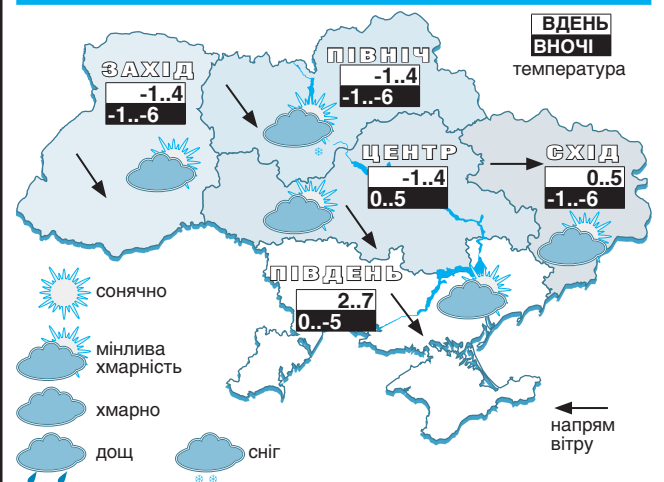 ВДЕНЬ
ВНОЧІ
температура
ЗАХІД
-1..4
-1..-6
ПІВНІЧ
-1..4
-1..-6
ЦЕНТР
-1..4
0..5
СХІД
0..5
-1..-6
ПІВДЕНЬ
2..7
0..-5
сонячно
мінлива
хмарність
хмарно
дощ
сніг
напрям
вітру